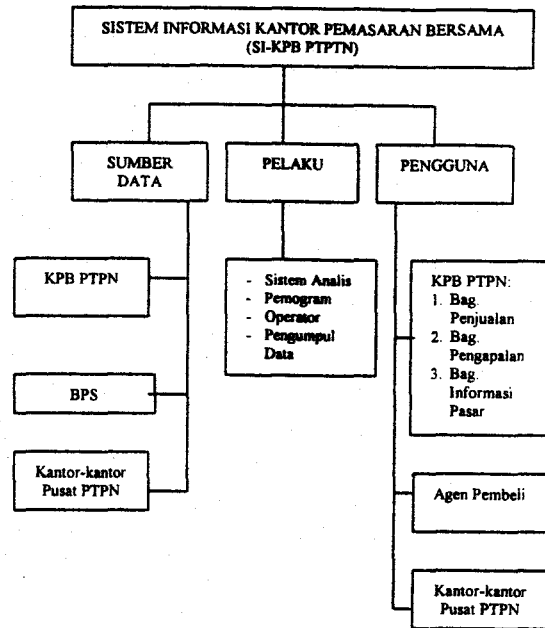 SISTEM INFORMASI KANTOR PEMASARAN BERSAMA
(SI-KPB PTPTN)
SUMBER
DATA
PELAKU
PENGGUNA
KPB PTPN
BPS
Kantor-kantor
Pusat PTPN
- Sistem Analis
- Pemogram
- Operator
- Pengumpul
Data
KPB PTPN:
1. Bag.
Penjualan
2. Bag.
Pengapalan
3. Bag.
Informasi
Pasar
Agen Pembeli
Kantor-kantor
Pusat PTPN